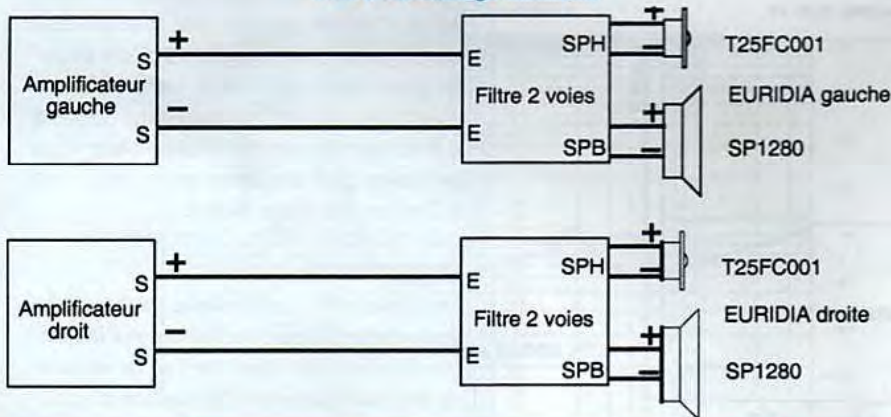 +
S
E
SPH
+
−
T25FC001
Amplificateur
gauche
Filtre 2 voies
EURIDIA gauche
−
S
E
SPB
+
−
SP1280
+
S
E
SPH
+
−
T25FC001
Amplificateur
droit
Filtre 2 voies
EURIDIA droite
−
S
E
SPB
+
−
SP1280